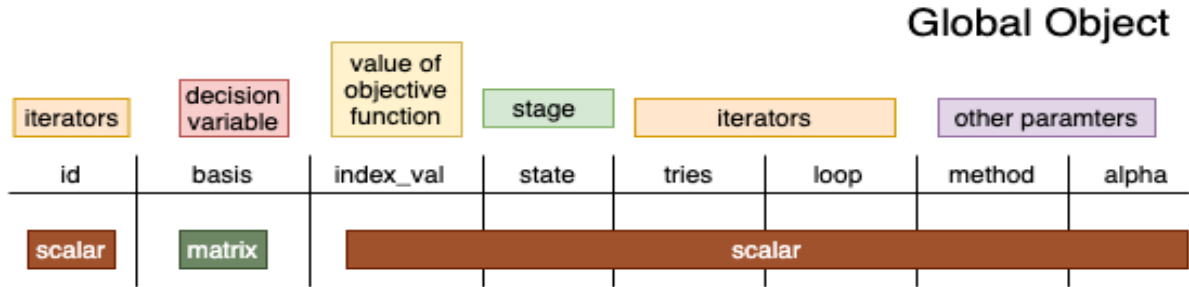 Global Object
iterators
decision
variable
value of
objective
function
stage
iterators
other paramters
id basis index_val state tries loop method alpha
scalar matrix scalar